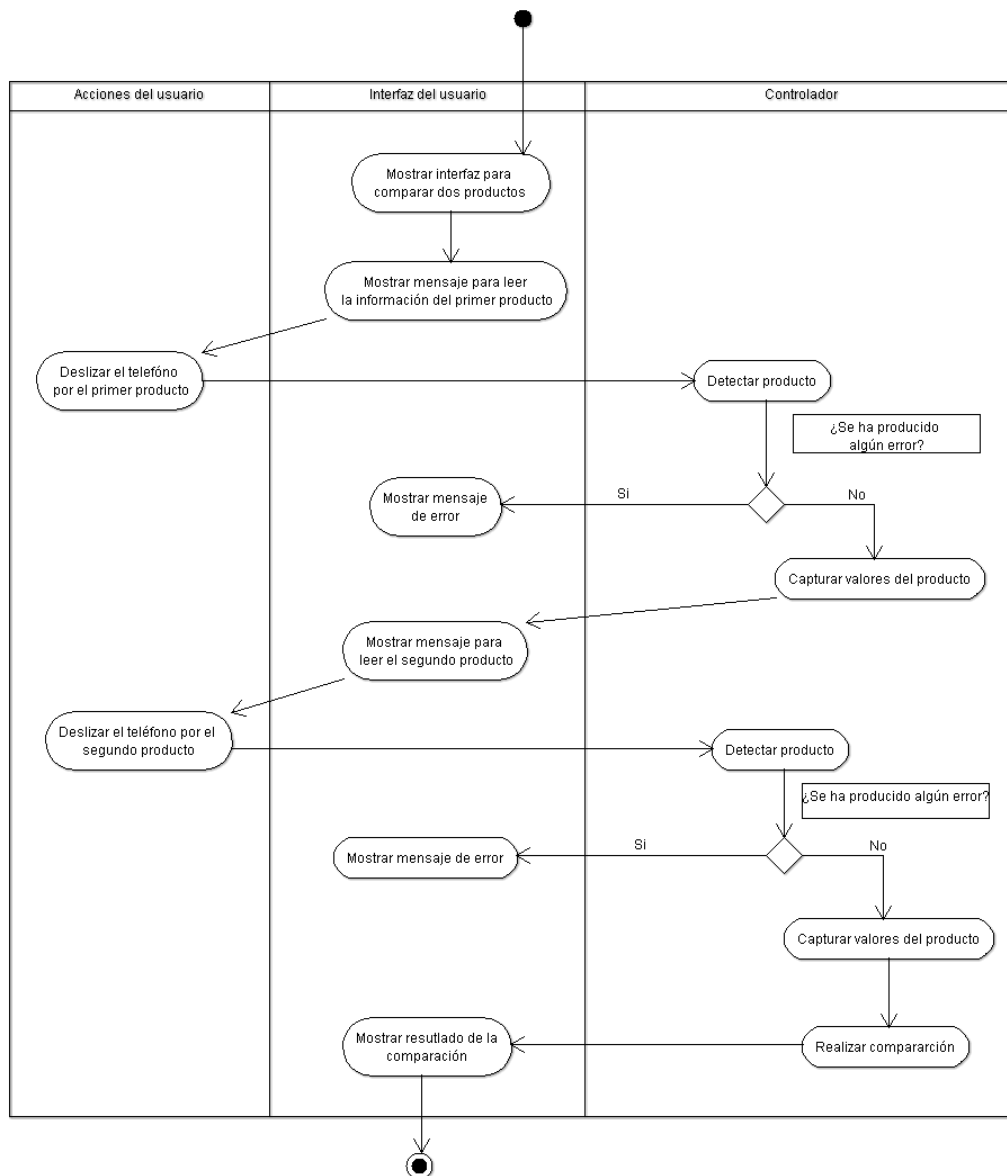 Acciones del usuario
Interfaz del usuario
Controlador
Mostrar interfaz para
comparar dos productos
Mostrar mensaje para leer
la información del primer producto
Deslizar el telefóno
por el primer producto
Detectar producto
¿Se ha producido
algún error?
Mostrar mensaje
de error
Si
No
Capturar valores del producto
Mostrar mensaje para
leer el segundo producto
Deslizar el teléfono por el
segundo producto
Detectar producto
¿Se ha producido algún error?
Mostrar mensaje de error
Si
No
Capturar valores del producto
Mostrar resutlado de la
comparación
Realizar compararción